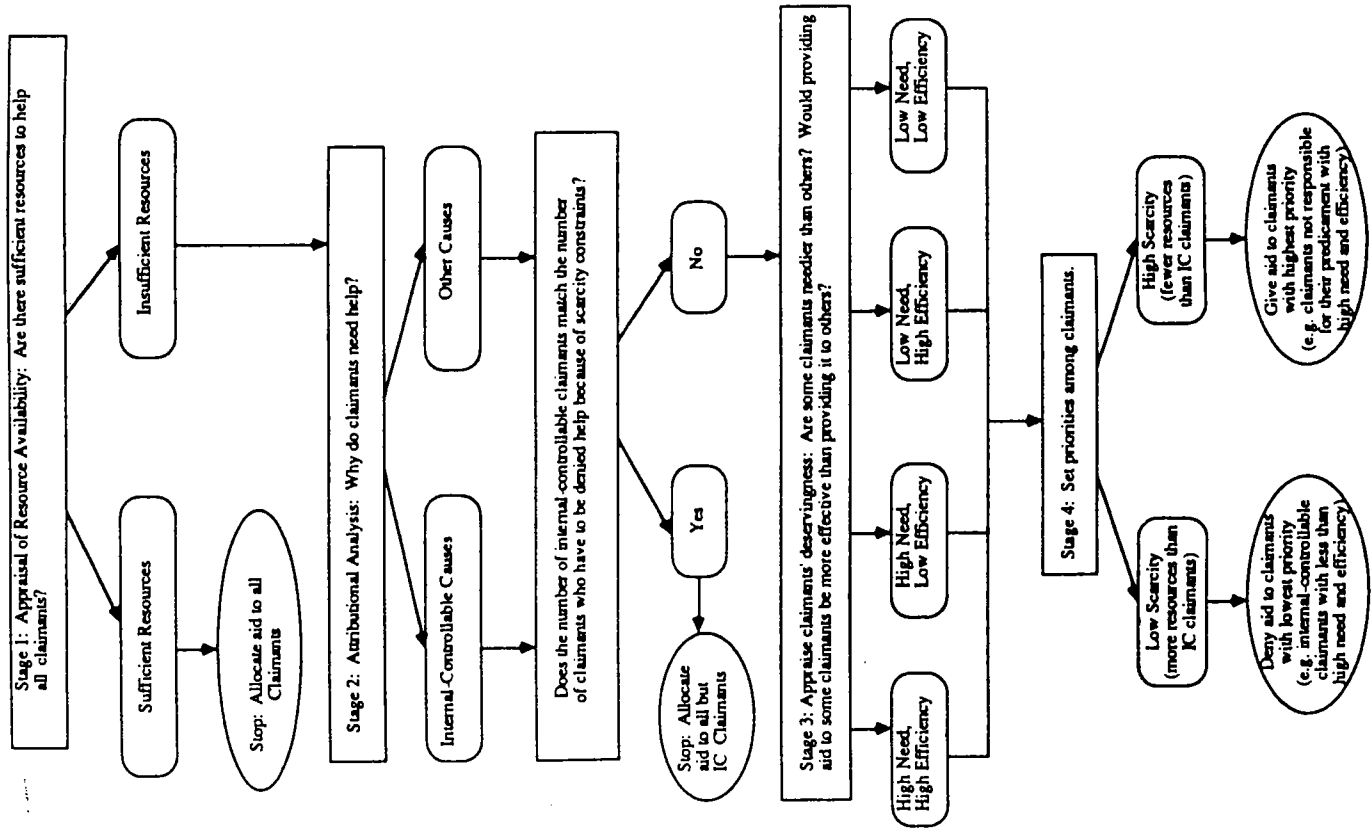 Stage 1: Appraisal of Resource Availability: Are there sufficient resources to help
all claimants?
Sufficient Resources
Insufficient Resources
Stop: Allocate aid to all
Claimants
Stage 2: Attributional Analysis: Why do claimants need help?
Internal-Controllable Causes
Other Causes
Does the number of internal-controllable claimants match the number
of claimants who have to be denied help because of scarcity constraints?
Yes
No
Stop: Allocate
aid to all but
IC Claimants
Stage 3: Appraise claimants' deservingness: Are some claimants needier than others? Would providing
aid to some claimants be more effective than providing it to others?
High Need,
High Efficiency
High Need,
Low Efficiency
Low Need,
High Efficiency
Low Need,
Low Efficiency
Stage 4: Set priorities among claimants.
Low Scarcity
(more resources than
IC claimants)
High Scarcity
(fewer resources
than IC claimants)
Deny aid to claimants
with lowest priority
(e.g. internal-controllable
claimants with less than
high need and efficiency)
Give aid to claimants
with highest priority
(e.g. claimants not responsible
for their predicament with
high need and efficiency)